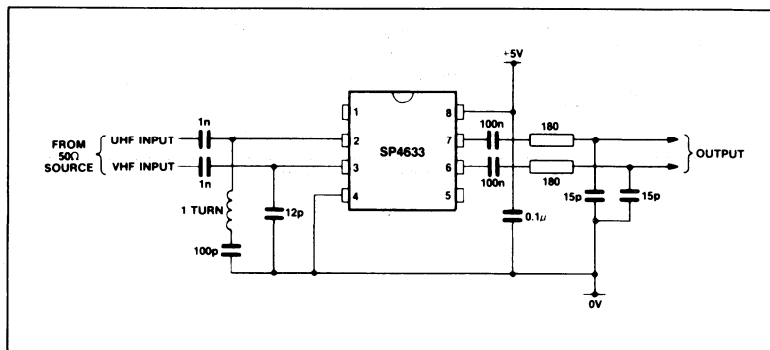 +5V
1n
1
8
100n
180
FROM
50Ω
SOURCE
UHF INPUT
2
7
SP4633
VHF INPUT
3
6
OUTPUT
1n
100n
180
4
5
1 TURN
12p
15p
15p
0.1µ
100p
0V